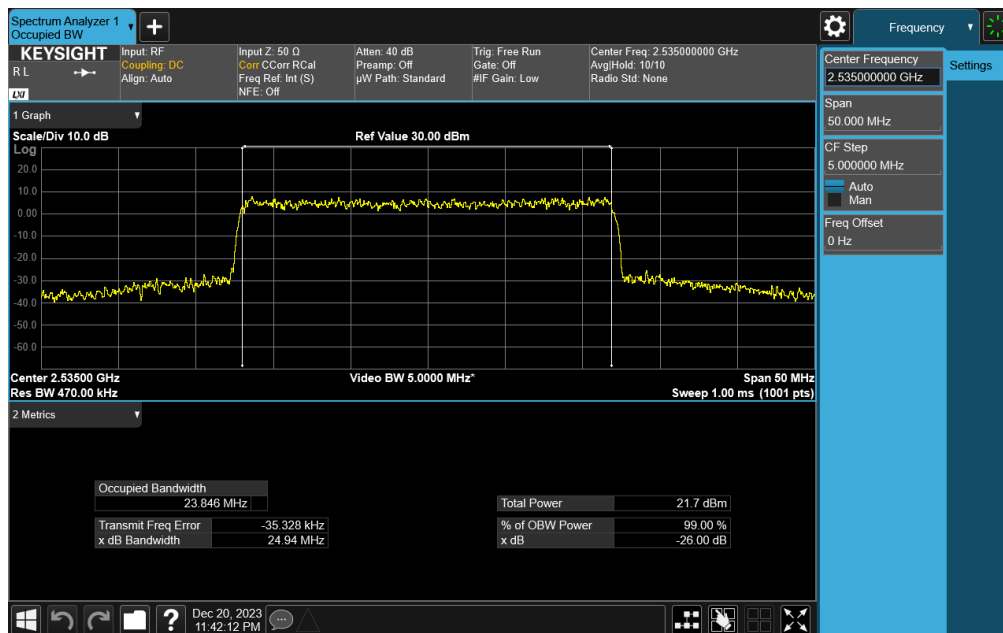 Spectrum Analyzer 1
Occupied BW
Frequency
KEYSIGHT
R L
LXI
Input: RF
Coupling: DC
Align: Auto
Input Z: 50 Ω
Corr CCorr RCal
Freq Ref: Int (S)
NFE: Off
Atten: 40 dB
Preamp: Off
µW Path: Standard
Trig: Free Run
Gate: Off
#IF Gain: Low
Center Freq: 2.535000000 GHz
Avg|Hold: 10/10
Radio Std: None
Center Frequency
2.535000000 GHz
Settings
Span
50.000 MHz
CF Step
5.000000 MHz
Auto
Man
Freq Offset
0 Hz
1 Graph
Scale/Div 10.0 dB
Ref Value 30.00 dBm
Log
20.0
10.0
0.00
-10.0
-20.0
-30.0
-40.0
-50.0
-60.0
Center 2.53500 GHz
Video BW 5.0000 MHz*
Span 50 MHz
Res BW 470.00 kHz
Sweep 1.00 ms (1001 pts)
2 Metrics
Occupied Bandwidth
23.846 MHz
Total Power 21.7 dBm
Transmit Freq Error -35.328 kHz
% of OBW Power 99.00 %
x dB Bandwidth 24.94 MHz
x dB -26.00 dB
?
Dec 20, 2023
11:42:12 PM